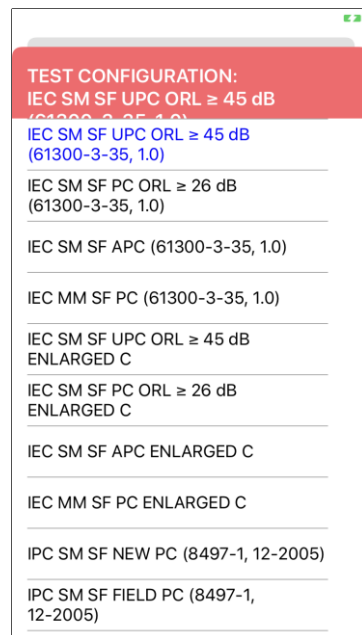 TEST CONFIGURATION:
IEC SM SF UPC ORL ≥ 45 dB
(61300-3-35, 1.0)
IEC SM SF UPC ORL ≥ 45 dB
(61300-3-35, 1.0)
IEC SM SF PC ORL ≥ 26 dB
(61300-3-35, 1.0)
IEC SM SF APC (61300-3-35, 1.0)
IEC MM SF PC (61300-3-35, 1.0)
IEC SM SF UPC ORL ≥ 45 dB
ENLARGED C
IEC SM SF PC ORL ≥ 26 dB
ENLARGED C
IEC SM SF APC ENLARGED C
IEC MM SF PC ENLARGED C
IPC SM SF NEW PC (8497-1, 12-2005)
IPC SM SF FIELD PC (8497-1,
12-2005)